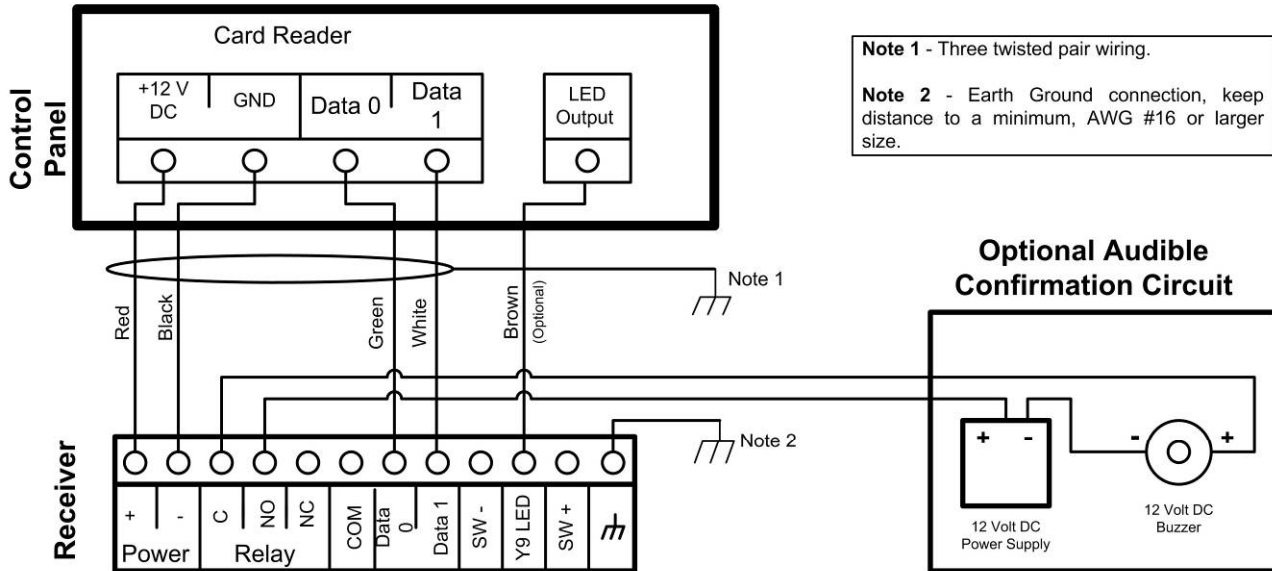 Control
Panel
Card Reader
+12 V
DC
GND
Data 0
Data
1
LED
Output
Note 1 - Three twisted pair wiring.
Note 2 - Earth Ground connection, keep
distance to a minimum, AWG #16 or larger
size.
Red
Black
Green
White
Brown
(Optional)
Note 1
Optional Audible
Confirmation Circuit
Note 2
+ -
- +
12 Volt DC
Power Supply
12 Volt DC
Buzzer
Receiver
+
-
Power
C
NO
NC
Relay
COM
Data
0
Data 1
SW -
Y9 LED
SW +